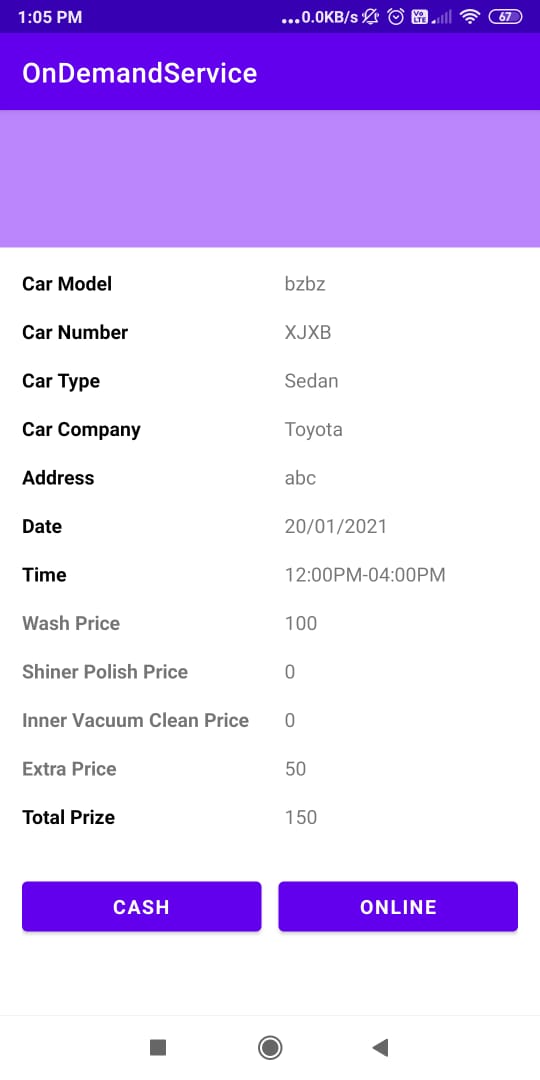 1:05 PM ...0.0KB/s Vo LTE 67
OnDemandService
Car Model bzbz
Car Number XJXB
Car Type Sedan
Car Company Toyota
Address abc
Date 20/01/2021
Time 12:00PM-04:00PM
Wash Price 100
Shiner Polish Price 0
Inner Vacuum Clean Price 0
Extra Price 50
Total Prize 150
CASH ONLINE